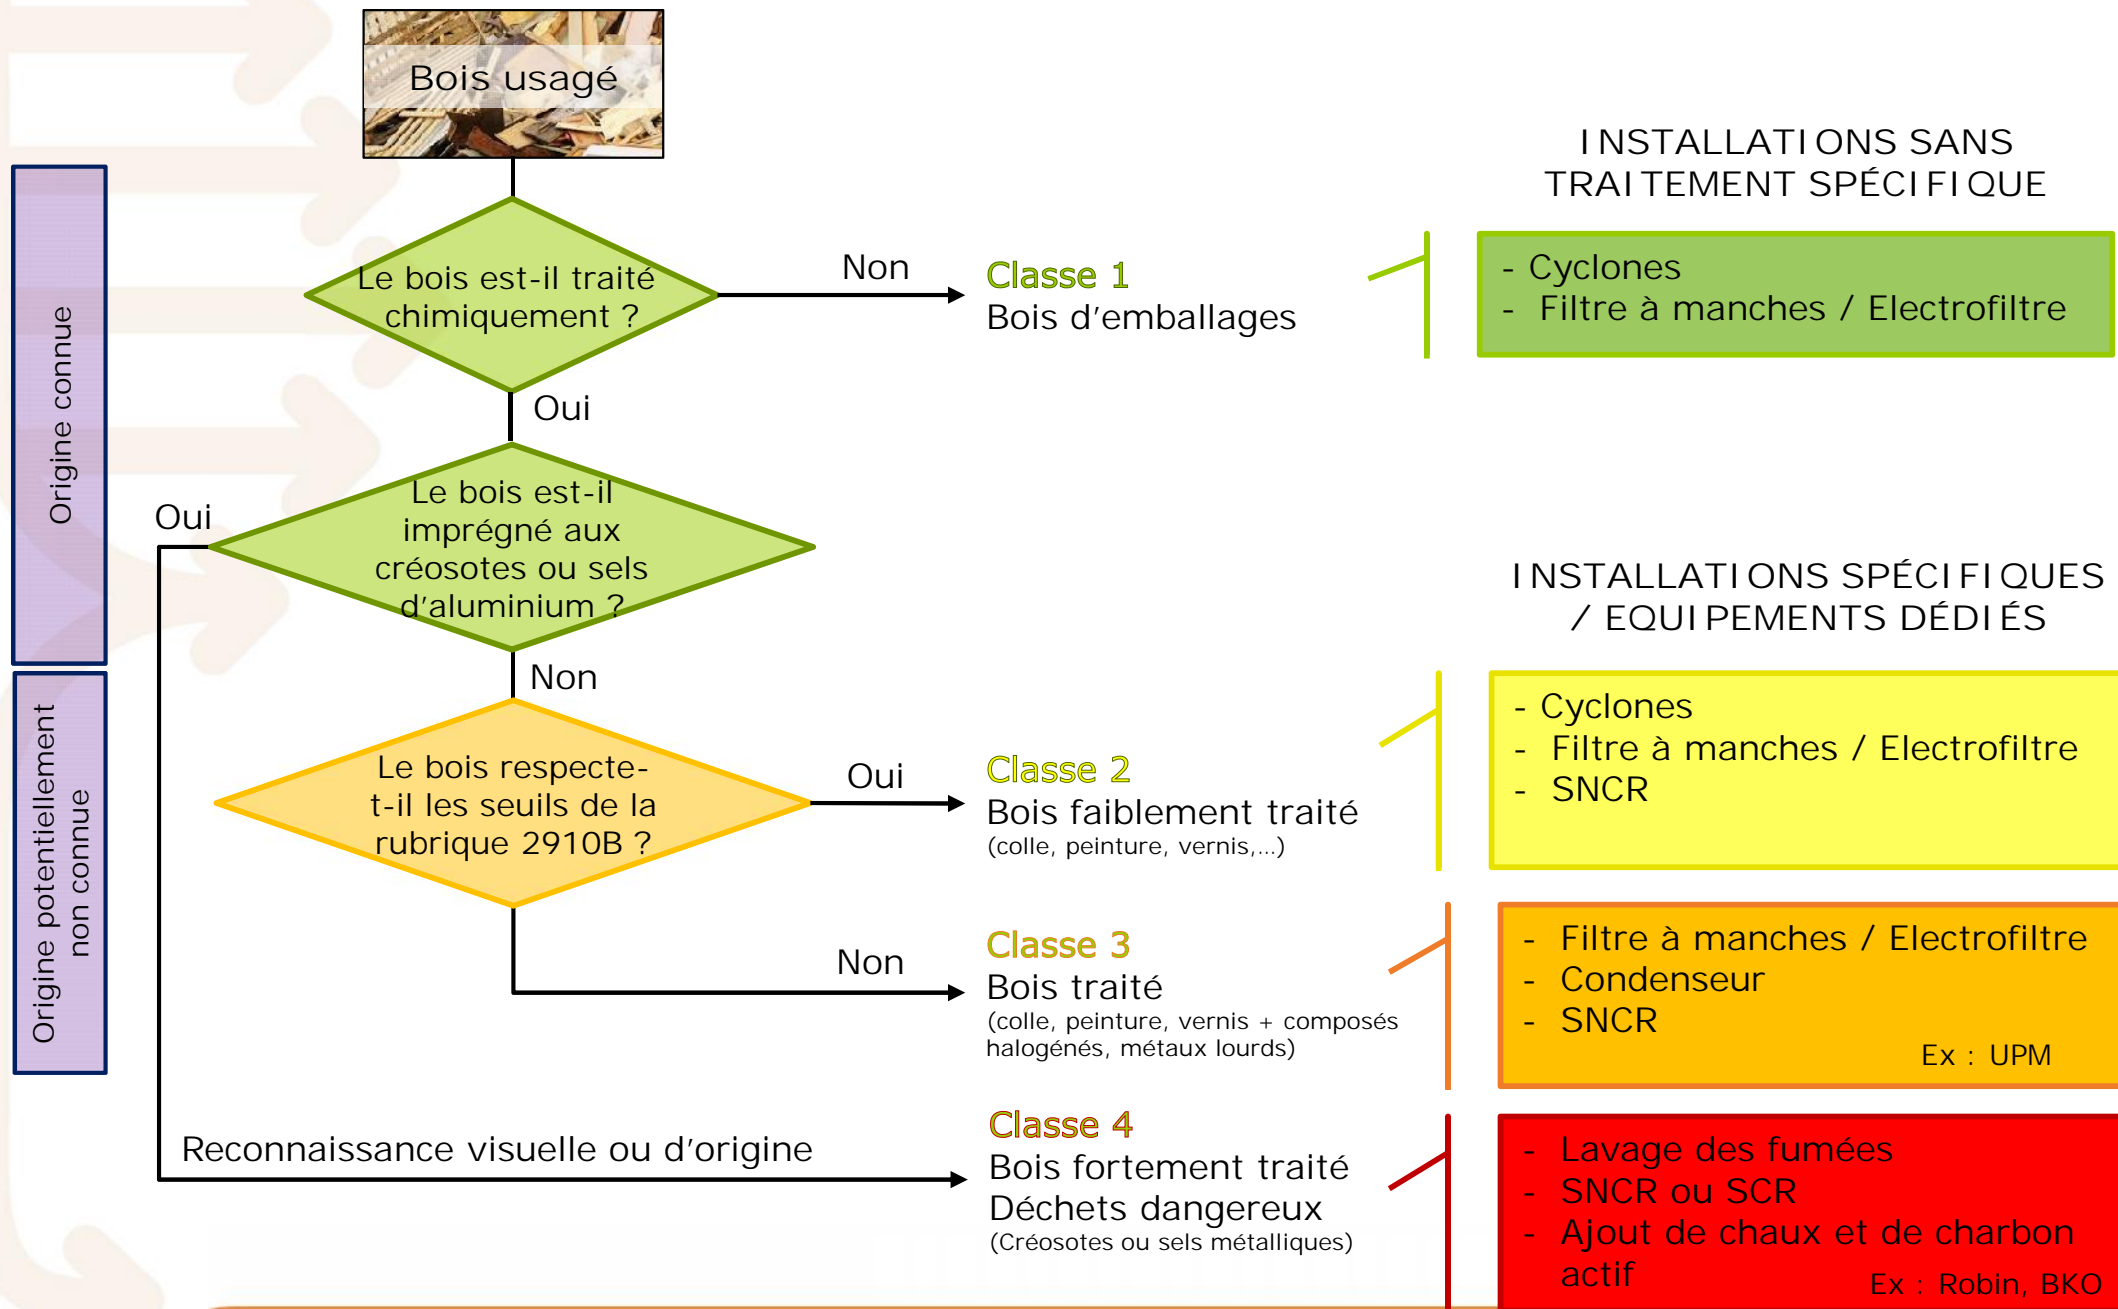 Bois usagé
Origine connue
Origine potentiellement
non connue
Le bois est-il traité
chimiquement ?
Non
Oui
Classe 1
Bois d'emballages
INSTALLATIONS SANS
TRAITEMENT SPÉCIFIQUE
- Cyclones
- Filtre à manches / Electrofiltre
Le bois est-il
imprégné aux
créosotes ou sels
d'aluminium ?
Oui
Non
INSTALLATIONS SPÉCIFIQUES
/ EQUIPEMENTS DÉDIÉS
Le bois respecte-
t-il les seuils de la
rubrique 2910B ?
Oui
Classe 2
Bois faiblement traité
(colle, peinture, vernis,...)
- Cyclones
- Filtre à manches / Electrofiltre
- SNCR
Non
Classe 3
Bois traité
(colle, peinture, vernis + composés
halogénés, métaux lourds)
- Filtre à manches / Electrofiltre
- Condenseur
- SNCR
Ex : UPM
Reconnaissance visuelle ou d'origine
Classe 4
Bois fortement traité
Déchets dangereux
(Créosotes ou sels métalliques)
- Lavage des fumées
- SNCR ou SCR
- Ajout de chaux et de charbon
actif
Ex : Robin, BKO